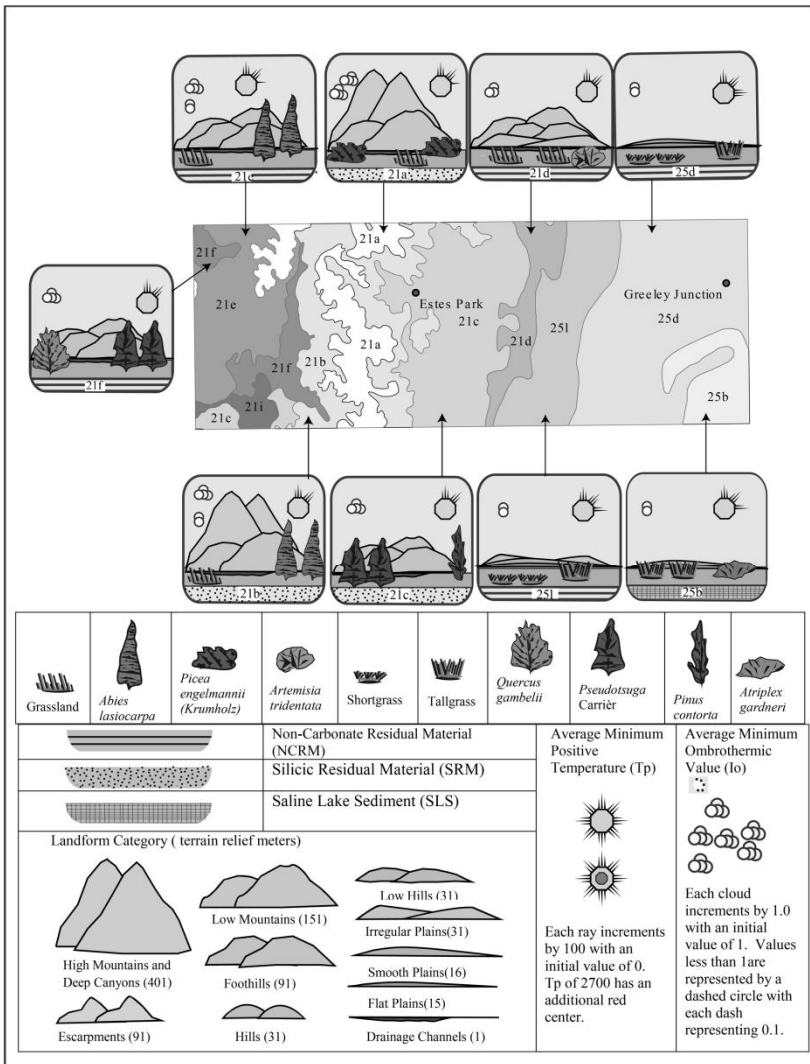 21e
21a
21d
25d
21f
21a
21e
Estes Park
21c
Greeley Junction
25d
21a
21d
25l
21f
21b
21i
21c
25b
21f
21b
21c
25l
25b
Grassland
Abies
lasiocarpa
Picea
engelmannii
(Krumholz)
Artemisia
tridentata
Shortgrass
Tallgrass
Quercus
gambelii
Pseudotsuga
Carrièr
Pinus
contorta
Atriplex
gardneri
Non-Carbonate Residual Material
(NCRM)
Silicic Residual Material (SRM)
Saline Lake Sediment (SLS)
Average Minimum
Positive
Temperature (Tp)
Each ray increments
by 100 with an
initial value of 0.
Tp of 2700 has an
additional red
center.
Average Minimum
Ombrothermic
Value (Io)
Each cloud
increments by 1.0
with an initial
value of 1. Values
less than 1are
represented by a
dashed circle with
each dash
representing 0.1.
Landform Category ( terrain relief meters)
High Mountains and
Deep Canyons (401)
Escarpments (91)
Low Mountains (151)
Foothills (91)
Hills (31)
Low Hills (31)
Irregular Plains(31)
Smooth Plains(16)
Flat Plains(15)
Drainage Channels (1)